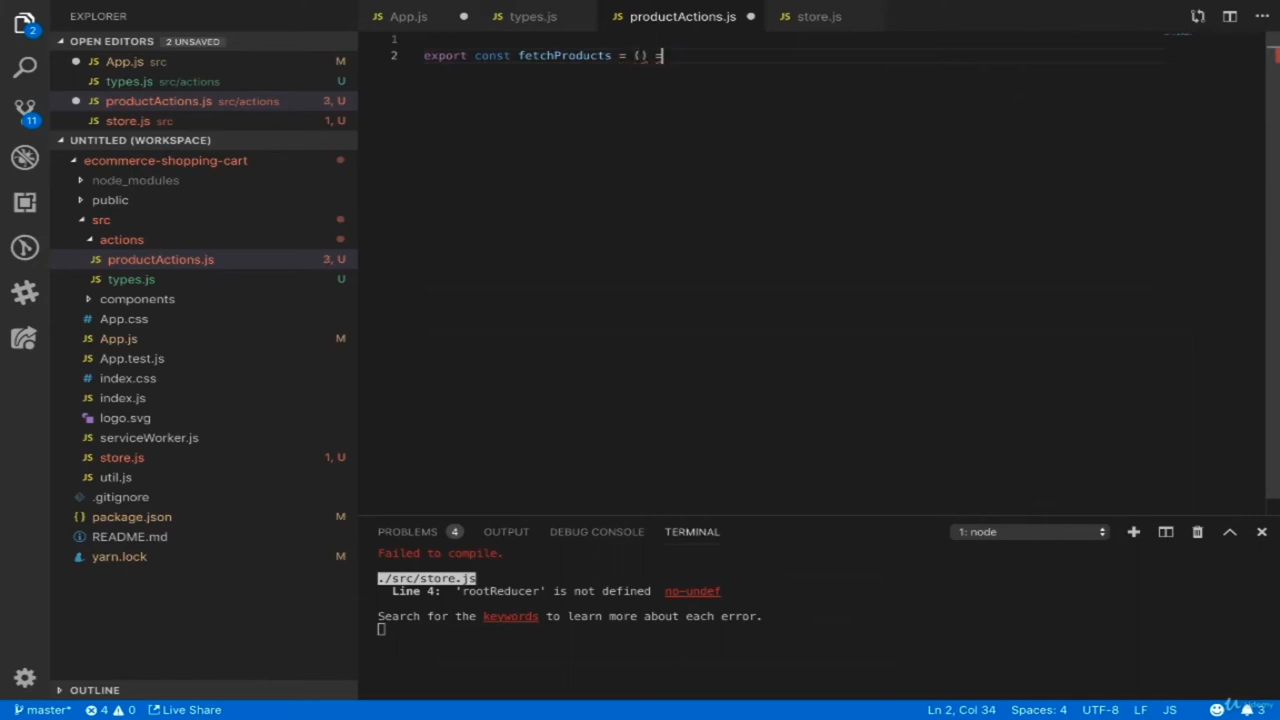 EXPLORER
App.js
types.js
productActions.js
store.js
2
OPEN EDITORS 2 UNSAVED
App.js src M
types.js src/actions U
productActions.js src/actions 3, U
store.js src 1, U
UNTITLED (WORKSPACE)
ecommerce-shopping-cart
node_modules
public
src
actions
productActions.js 3, U
types.js U
components
App.css
App.js M
App.test.js
index.css
index.js
logo.svg
serviceWorker.js
store.js 1, U
util.js
.gitignore
package.json M
README.md
yarn.lock M
OUTLINE
11
1
2 export const fetchProducts = () =
PROBLEMS 4 OUTPUT DEBUG CONSOLE TERMINAL 1: node
Failed to compile.
./src/store.js
Line 4: 'rootReducer' is not defined no-undef
Search for the keywords to learn more about each error.
master* 4 0 Live Share Ln 2, Col 34 Spaces: 4 UTF-8 LF JS 3
Udemy